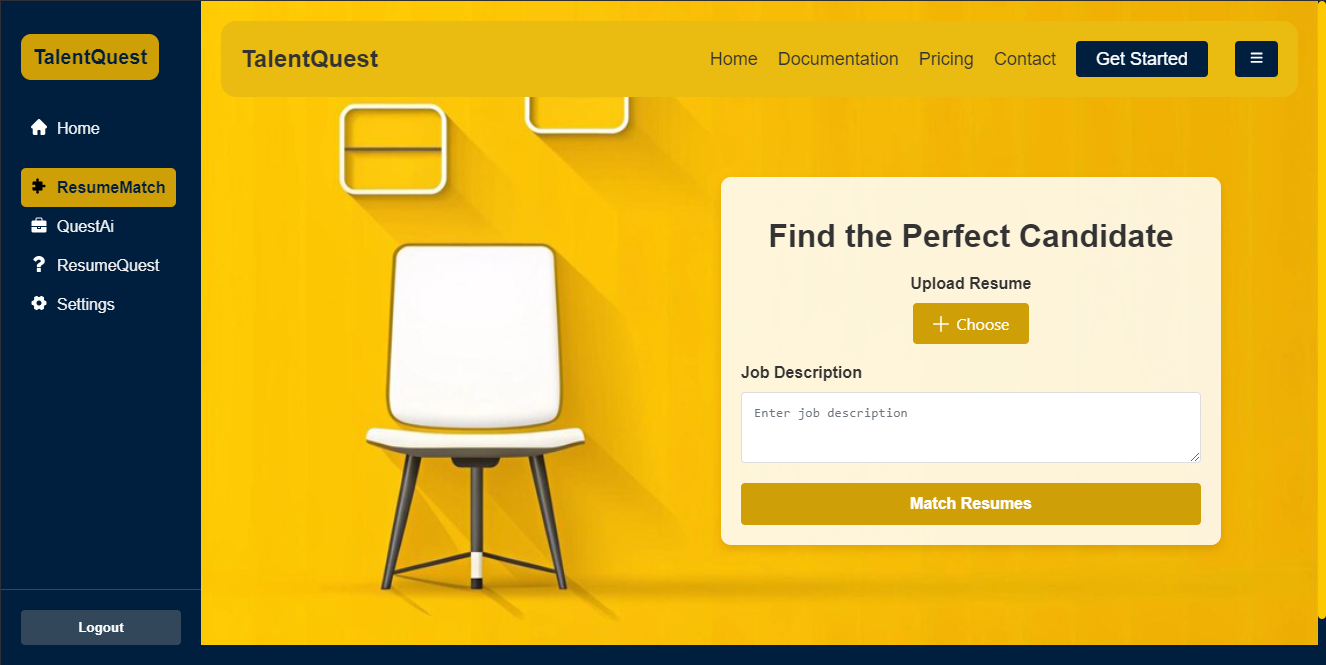 TalentQuest
Home
ResumeMatch
QuestAi
ResumeQuest
Settings
Logout
TalentQuest
Home Documentation Pricing Contact Get Started
Find the Perfect Candidate
Upload Resume
Choose
Job Description
Enter job description
Match Resumes